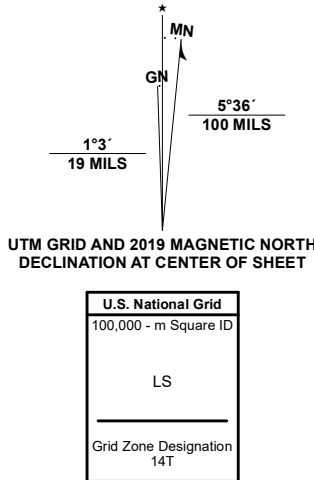 ★
MN
GN
5°36´
100 MILS
1°3´
19 MILS
UTM GRID AND 2019 MAGNETIC NORTH
DECLINATION AT CENTER OF SHEET
U.S. National Grid
100,000 - m Square ID
LS
Grid Zone Designation
14T